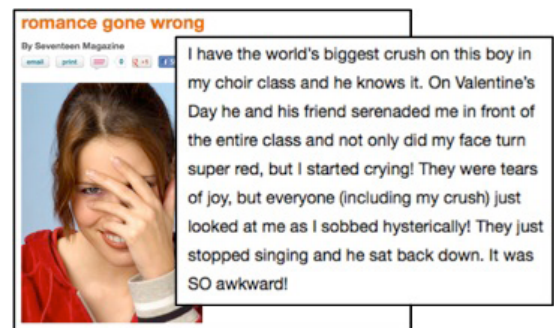 romance gone wrong
By Seventeen Magazine
email print +1
I have the world's biggest crush on this boy in
my choir class and he knows it. On Valentine's
Day he and his friend serenaded me in front of
the entire class and not only did my face turn
super red, but I started crying! They were tears
of joy, but everyone (including my crush) just
looked at me as I sobbed hysterically! They just
stopped singing and he sat back down. It was
SO awkward!